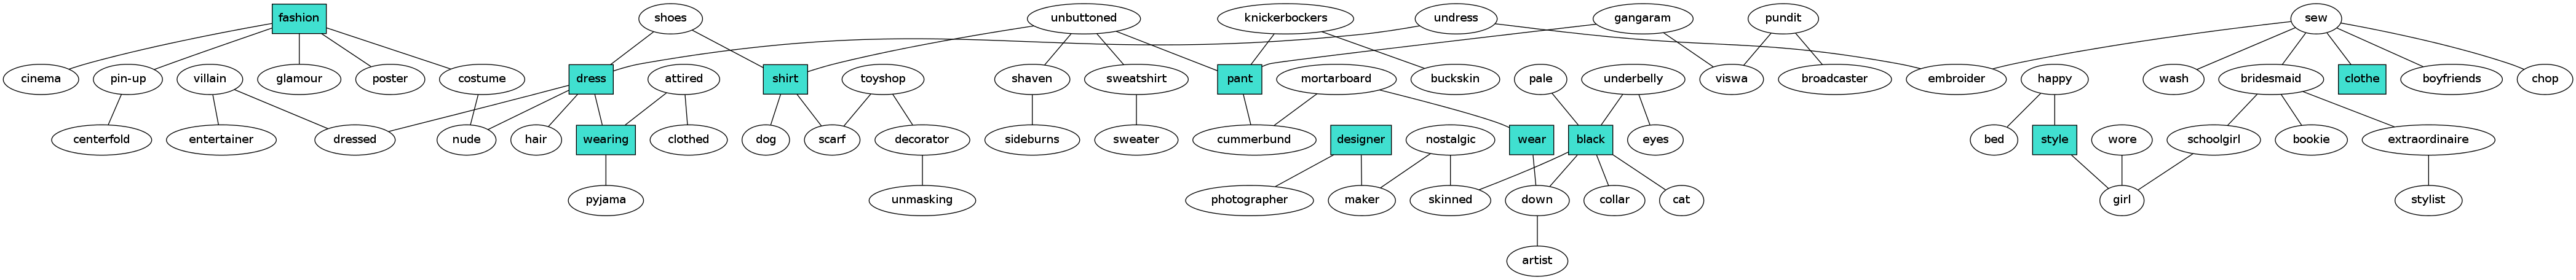 fashion
shoes
unbuttoned
knickerbockers
undress
gangaram
pundit
sew
cinema
pin-up
villain
glamour
poster
costume
dress
attired
shirt
toyshop
shaven
sweatshirt
pant
mortarboard
buckskin
pale
underbelly
viswa
broadcaster
embroider
happy
wash
bridesmaid
clothe
boyfriends
chop
centerfold
entertainer
dressed
nude
hair
wearing
clothed
dog
scarf
decorator
sideburns
sweater
cummerbund
designer
nostalgic
wear
black
eyes
bed
style
wore
schoolgirl
bookie
extraordinaire
pyjama
unmasking
photographer
maker
skinned
down
collar
cat
girl
stylist
artist